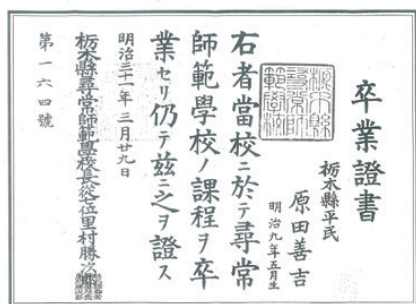 卒業證書
栃木縣平民
原田善吉
明治九年五月生
右者當校ニ於テ尋常
師範學校ノ課程ヲ卒
業セリ仍テ茲ニ之ヲ證ス
明治三十一年三月廿九日
栃木縣尋常師範學校長從七位里村勝次郎
第一六四號